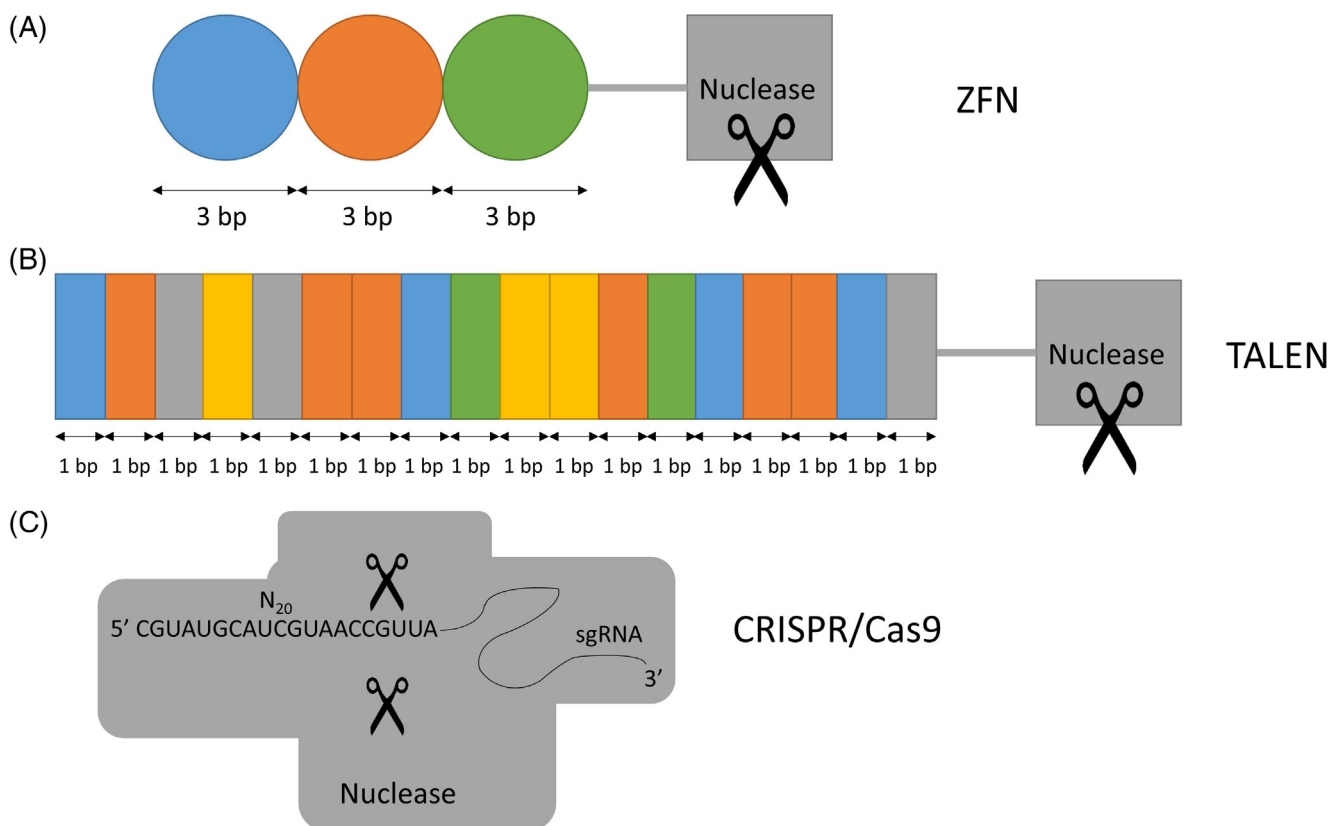 (A)
Nuclease
ZFN
3 bp 3 bp 3 bp
(B)
Nuclease
TALEN
1 bp 1 bp 1 bp 1 bp 1 bp 1 bp 1 bp 1 bp 1 bp 1 bp 1 bp 1 bp 1 bp 1 bp 1 bp 1 bp 1 bp 1 bp
(C)
N20
5’ CGUAUGCAUCGUAACCGUUA
sgRNA
3’
CRISPR/Cas9
Nuclease